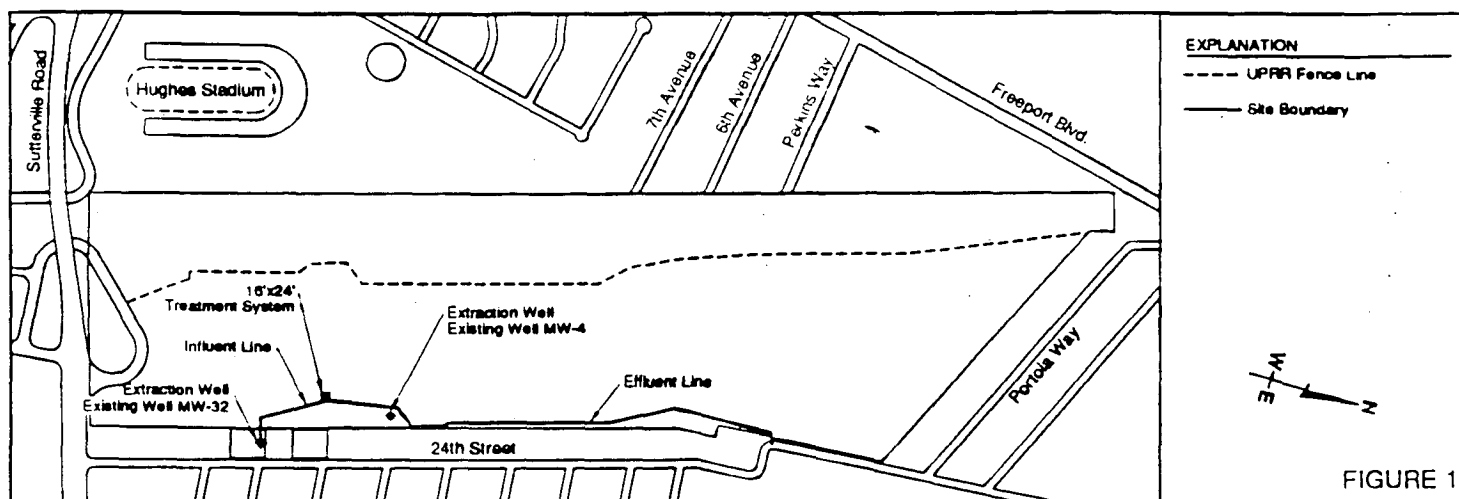 Sutterville Road
Hughes Stadium
7th Avenue
6th Avenue
Perkins Way
Freeport Blvd.
EXPLANATION
UPRR Fence Line
Site Boundary
16'x24'
Treatment System
Extraction Well
Existing Well MW-4
Influent Line
Extraction Well
Existing Well MW-32
Effluent Line
24th Street
Portola Way
W
E
N
FIGURE 1